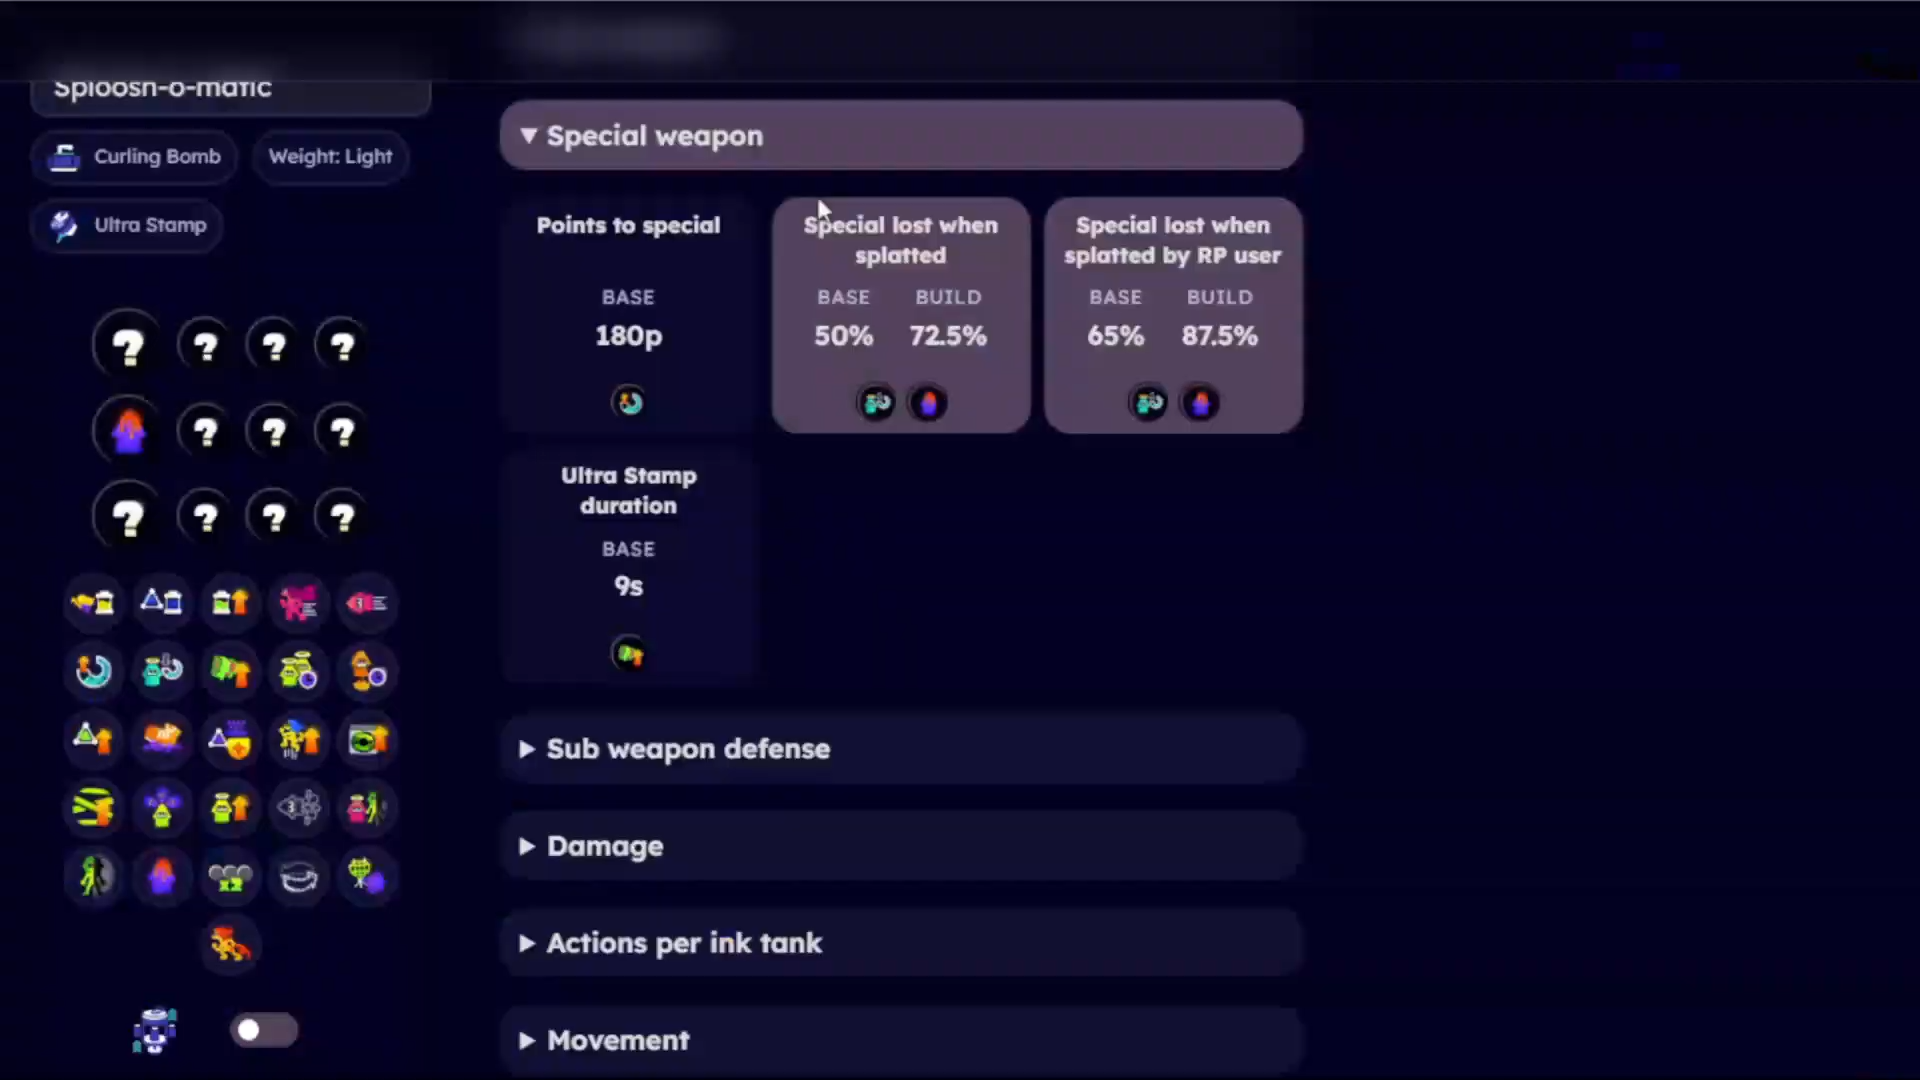 Sploosh-o-matic
Curling Bomb
Weight: Light
Ultra Stamp
? ? ? ?
? ? ?
? ? ? ?
▼ Special weapon
Points to special
BASE
180p
Special lost when
splatted
BASE BUILD
50% 72.5%
Special lost when
splatted by RP user
BASE BUILD
65% 87.5%
Ultra Stamp
duration
BASE
9s
▶ Sub weapon defense
▶ Damage
▶ Actions per ink tank
▶ Movement